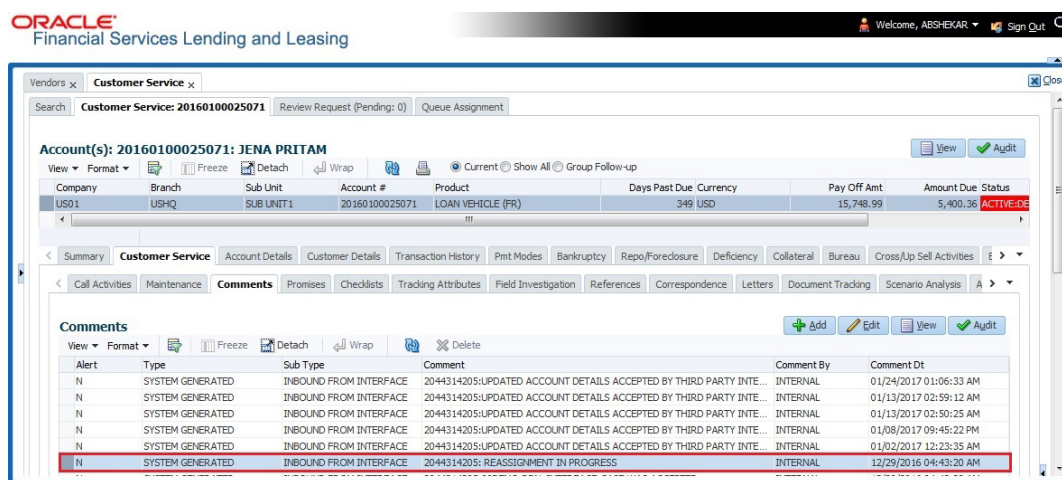 ORACLE
Financial Services Lending and Leasing
Welcome, ABSHEKAR Sign Out
Vendors x Customer Service x
Search Customer Service: 20160100025071 Review Request (Pending: 0) Queue Assignment
Account(s): 20160100025071: JENA PRITAM
View Audit
View Format Freeze Detach Wrap Current Show All Group Follow-up
Company Branch Sub Unit Account # Product Days Past Due Currency Pay Off Amt Amount Due Status
US01 USHQ SUB UNIT1 20160100025071 LOAN VEHICLE (FR) 349 USD 15,748.99 5,400.36 ACTIVE:DE
Summary Customer Service Account Details Customer Details Transaction History Pmt Modes Bankruptcy Repo/Foreclosure Deficiency Collateral Bureau Cross/Up Sell Activities
Call Activities Maintenance Comments Promises Checklists Tracking Attributes Field Investigation References Correspondence Letters Document Tracking Scenario Analysis
Comments
Add Edit View Audit
View Format Freeze Detach Wrap Delete
Alert Type Sub Type Comment Comment By Comment Dt
N SYSTEM GENERATED INBOUND FROM INTERFACE 2044314205:UPDATED ACCOUNT DETAILS ACCEPTED BY THIRD PARTY INTE... INTERNAL 01/24/2017 01:06:33 AM
N SYSTEM GENERATED INBOUND FROM INTERFACE 2044314205:UPDATED ACCOUNT DETAILS ACCEPTED BY THIRD PARTY INTE... INTERNAL 01/13/2017 02:59:12 AM
N SYSTEM GENERATED INBOUND FROM INTERFACE 2044314205:UPDATED ACCOUNT DETAILS ACCEPTED BY THIRD PARTY INTE... INTERNAL 01/13/2017 02:50:25 AM
N SYSTEM GENERATED INBOUND FROM INTERFACE 2044314205:UPDATED ACCOUNT DETAILS ACCEPTED BY THIRD PARTY INTE... INTERNAL 01/08/2017 09:45:22 PM
N SYSTEM GENERATED INBOUND FROM INTERFACE 2044314205:UPDATED ACCOUNT DETAILS ACCEPTED BY THIRD PARTY INTE... INTERNAL 01/02/2017 12:23:35 AM
N SYSTEM GENERATED INBOUND FROM INTERFACE 2044314205: REASSIGNMENT IN PROGRESS INTERNAL 12/29/2016 04:43:20 AM